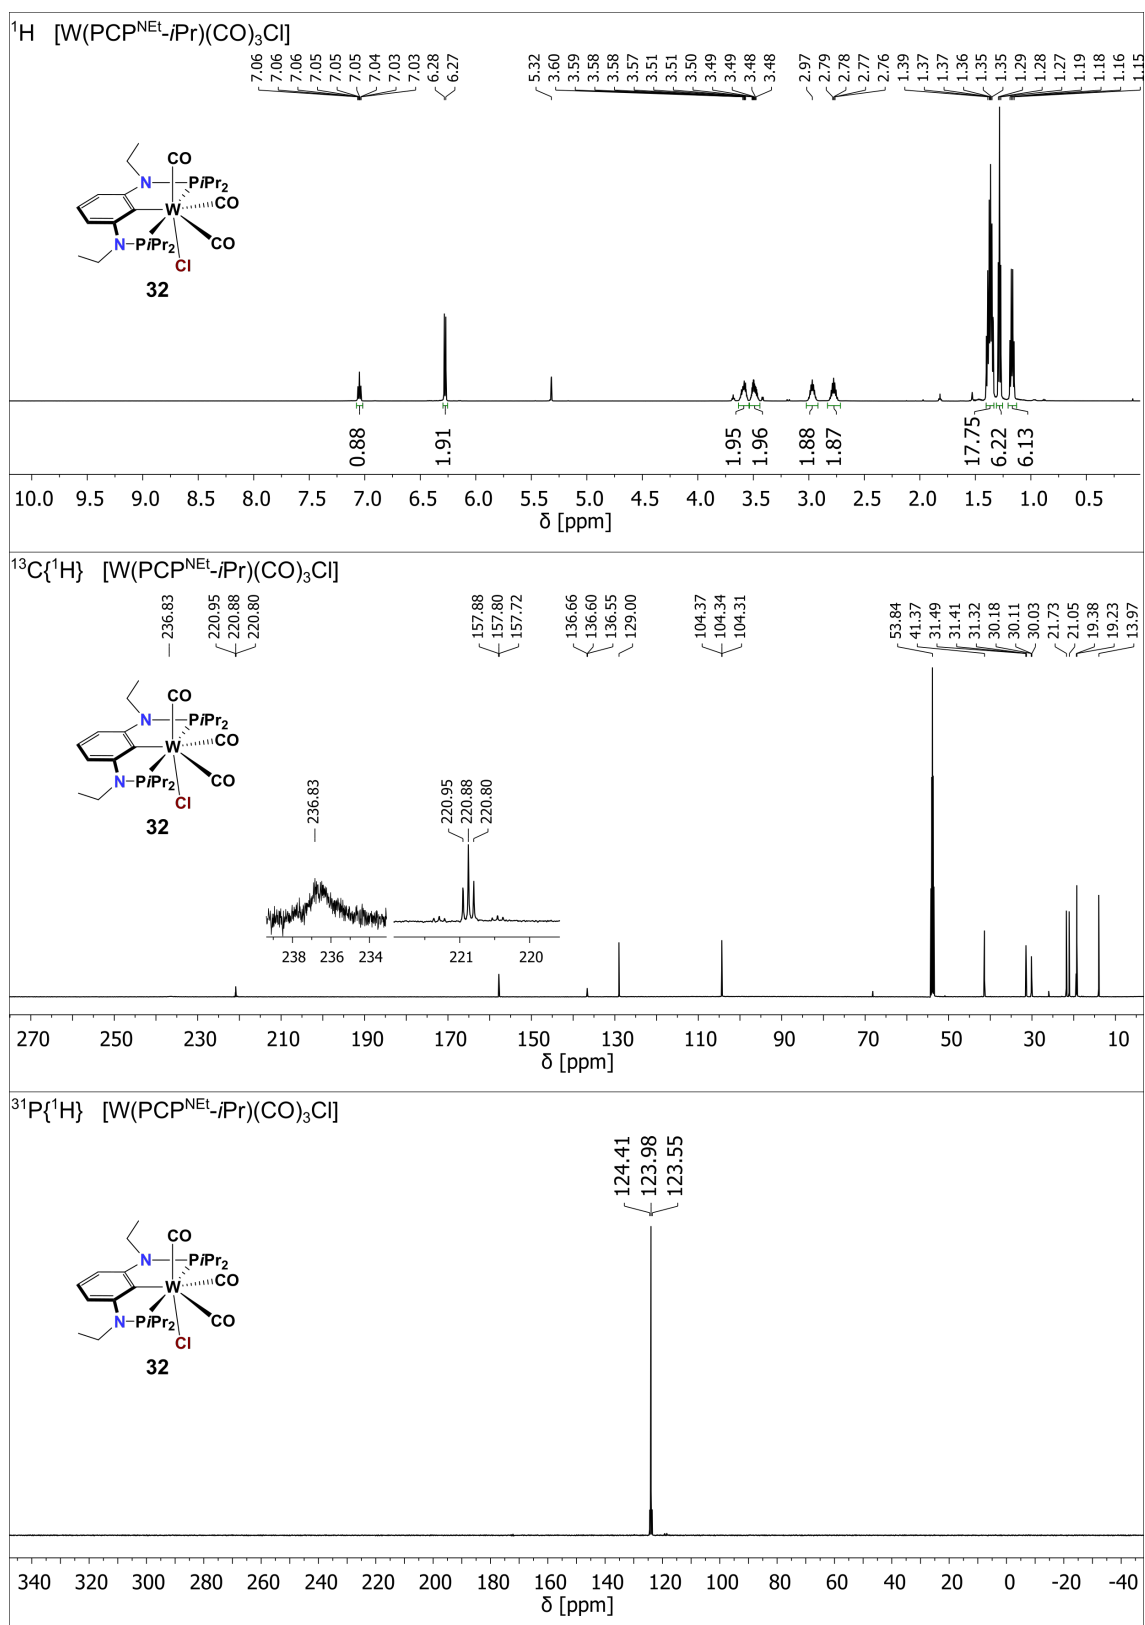 1H [W(PCPNEt-iPr)(CO)3Cl]
7.06 7.06 7.06 7.05 7.05 7.05 7.04 7.03 7.03 6.28 6.27 5.32 3.60 3.59 3.58 3.58 3.57 3.51 3.51 3.50 3.49 3.49 3.48 3.48 2.97 2.79 2.78 2.77 2.76 1.39 1.37 1.37 1.36 1.35 1.35 1.29 1.28 1.27 1.19 1.18 1.16 1.15
CO
N PiPr2
W CO
N PiPr2 CO
Cl
32
0.88 1.91 1.95 1.96 1.88 1.87 17.75 6.22 6.13
10.0 9.5 9.0 8.5 8.0 7.5 7.0 6.5 6.0 5.5 5.0 4.5 4.0 3.5 3.0 2.5 2.0 1.5 1.0 0.5
δ [ppm]
13C{1H} [W(PCPNEt-iPr)(CO)3Cl]
236.83 220.95 220.88 220.80 157.88 157.80 157.72 136.66 136.60 136.55 129.00 104.37 104.34 104.31 53.84 41.37 31.49 31.41 31.32 30.18 30.11 30.03 21.73 21.05 19.38 19.23 13.97
CO
N PiPr2
W CO
N PiPr2 CO
Cl
32
236.83 220.95 220.88 220.80
238 236 234 221 220
270 250 230 210 190 170 150 130 110 90 70 50 30 10
δ [ppm]
31P{1H} [W(PCPNEt-iPr)(CO)3Cl]
124.41 123.98 123.55
CO
N PiPr2
W CO
N PiPr2 CO
Cl
32
340 320 300 280 260 240 220 200 180 160 140 120 100 80 60 40 20 0 -20 -40
δ [ppm]